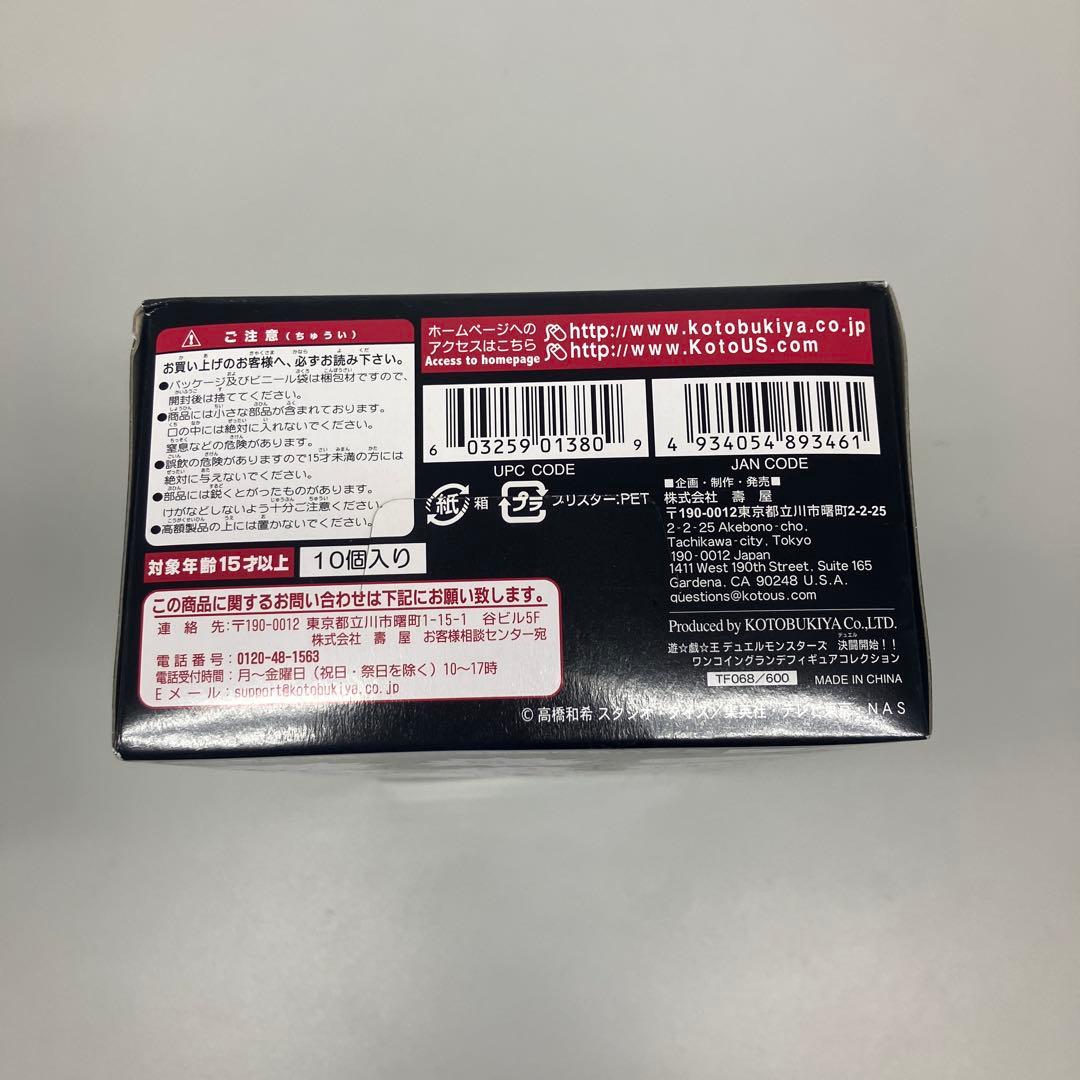 ご注意(ちゅうい)
お買い上げのお客様へ、必ずお読み下さい。
●パッケージ及びビニール袋は梱包材ですので、
開封後は捨ててください。
●商品には小さな部品が含まれております。
口の中には絶対に入れないでください。
窒息などの危険があります。
●誤飲の危険がありますので15才未満の方には
絶対に与えないでください。
●部品には鋭くとがったものがあります。
けがなどしないよう十分ご注意ください。
●高額製品の上には置かないでください。
対象年齢15才以上
10個入り
この商品に関するお問い合わせは下記にお願い致します。
連絡先:〒190-0012 東京都立川市曙町1-15-1 谷ビル5F
株式会社 壽屋 お客様相談センター宛
電話番号:0120-48-1563
電話受付時間:月〜金曜日(祝日・祭日を除く)10〜17時
Eメール:support@kotobukiya.co.jp
ホームページへの
アクセスはこちら
Access to homepage
http://www.kotobukiya.co.jp
http://www.KotoUS.com
6 03259 01380 9
UPC CODE
4 934054 893461
JAN CODE
紙 箱 プラ ブリスター:PET
■企画・制作・発売■
株式会社 壽屋
〒190-0012東京都立川市曙町2-2-25
2-2-25 Akebono-cho,
Tachikawa-city, Tokyo
190-0012 Japan
1411 West 190th Street, Suite 165
Gardena, CA 90248 U.S.A.
questions@kotous.com
Produced by KOTOBUKIYA Co.,LTD.
遊☆戯☆王 デュエルモンスターズ 決闘開始!!
ワンコイングランデフィギュアコレクション
TF068/600
MADE IN CHINA
© 高橋和希 スタジオ・ダイス/集英社・テレビ東京・NAS